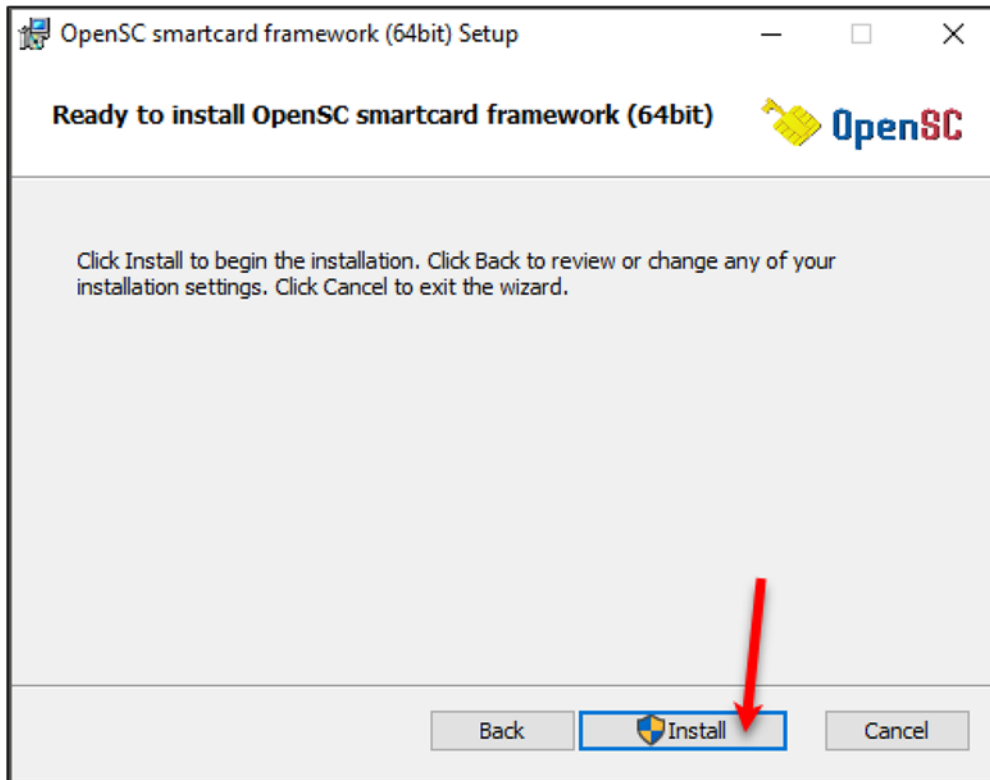 OpenSC smartcard framework (64bit) Setup
Ready to install OpenSC smartcard framework (64bit)
OpenSC
Click Install to begin the installation. Click Back to review or change any of your
installation settings. Click Cancel to exit the wizard.
Back
Install
Cancel